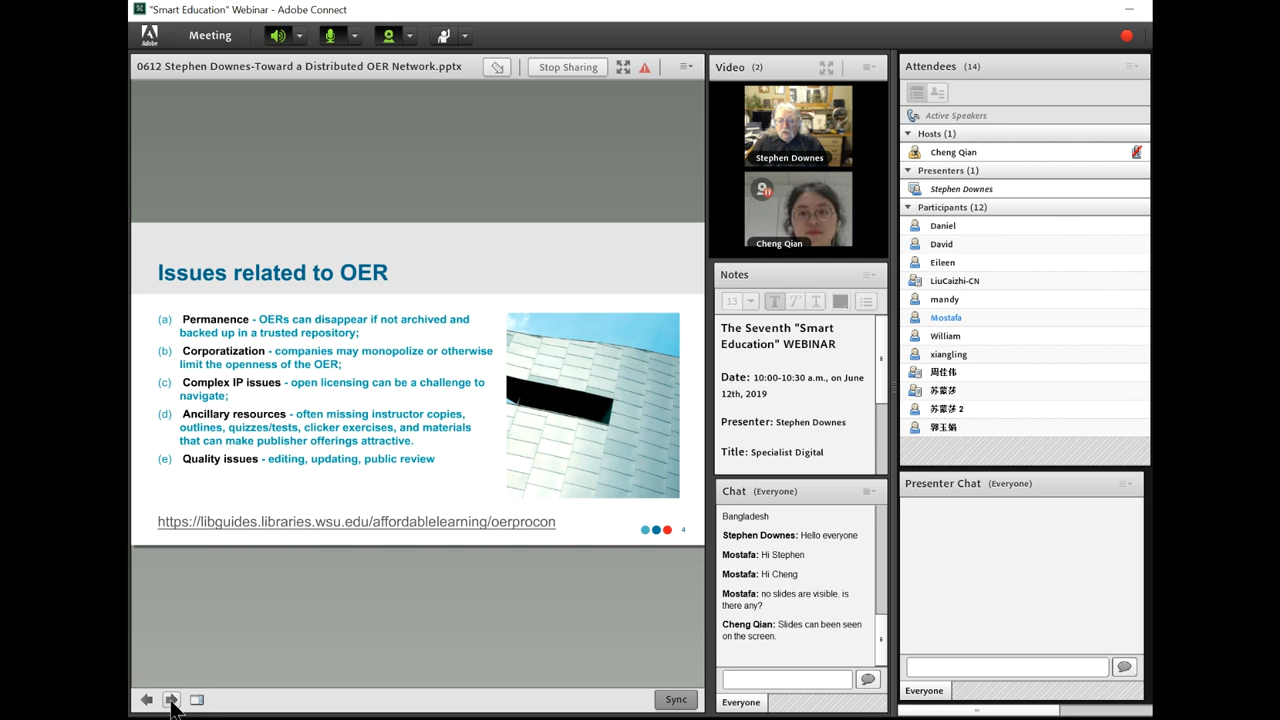 "Smart Education" Webinar - Adobe Connect
Adobe
Meeting
0612 Stephen Downes-Toward a Distributed OER Network.pptx
Stop Sharing
Issues related to OER
(a) Permanence - OERs can disappear if not archived and
backed up in a trusted repository;
(b) Corporatization - companies may monopolize or otherwise
limit the openness of the OER;
(c) Complex IP issues - open licensing can be a challenge to
navigate;
(d) Ancillary resources - often missing instructor copies,
outlines, quizzes/tests, clicker exercises, and materials
that can make publisher offerings attractive.
(e) Quality issues - editing, updating, public review
https://libguides.libraries.wsu.edu/affordablelearning/oerprocon
4
Sync
Video (2)
Stephen Downes
Cheng Qian
Notes
13
The Seventh "Smart
Education" WEBINAR
Date: 10:00-10:30 a.m., on June
12th, 2019
Presenter: Stephen Downes
Title: Specialist Digital
Chat (Everyone)
Bangladesh
Stephen Downes: Hello everyone
Mostafa: Hi Stephen
Mostafa: Hi Cheng
Mostafa: no slides are visible. is
there any?
Cheng Qian: Slides can been seen
on the screen.
Everyone
Attendees (14)
Active Speakers
Hosts (1)
Cheng Qian
Presenters (1)
Stephen Downes
Participants (12)
Daniel
David
Eileen
LiuCaizhi-CN
mandy
Mostafa
William
xiangling
周佳伟
苏蒙莎
苏蒙莎 2
郭玉娟
Presenter Chat (Everyone)
Everyone